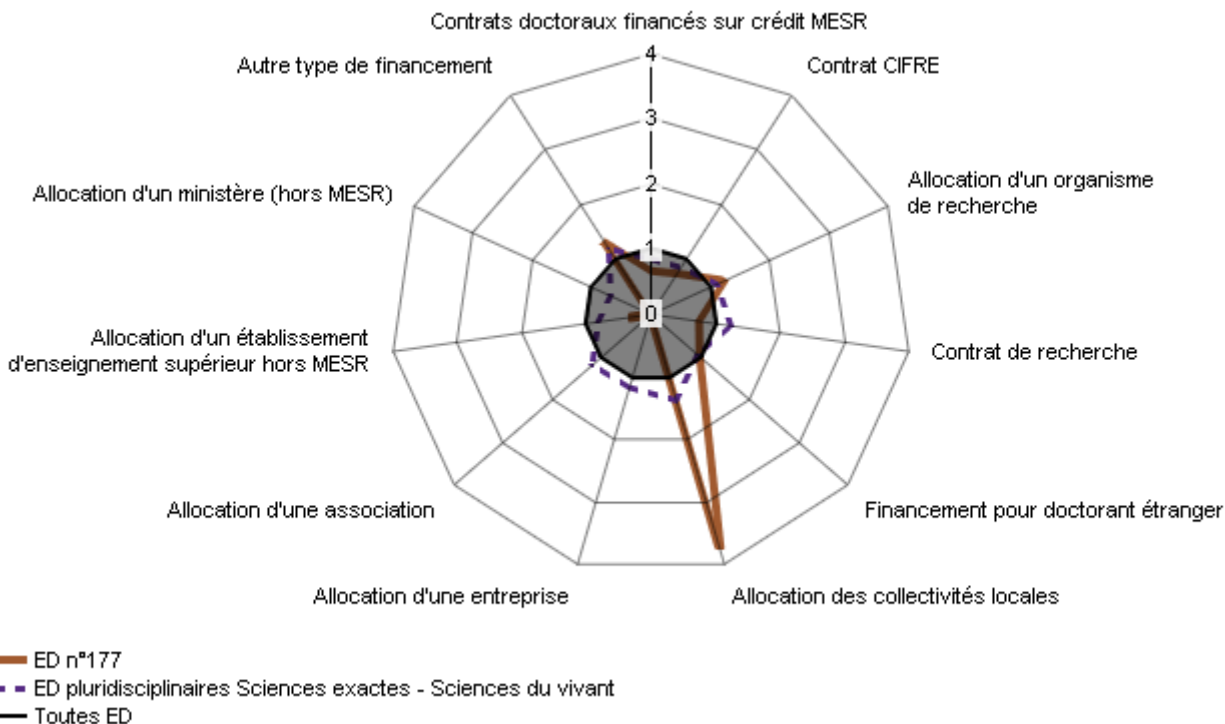 Contrats doctoraux financés sur crédit MESR
Autre type de financement
Contrat CIFRE
Allocation d'un ministère (hors MESR)
Allocation d'un organisme
de recherche
Allocation d'un établissement
d'enseignement supérieur hors MESR
Contrat de recherche
Allocation d'une association
Financement pour doctorant étranger
Allocation d'une entreprise
Allocation des collectivités locales
4
3
2
1
0
ED n°177
ED pluridisciplinaires Sciences exactes - Sciences du vivant
Toutes ED